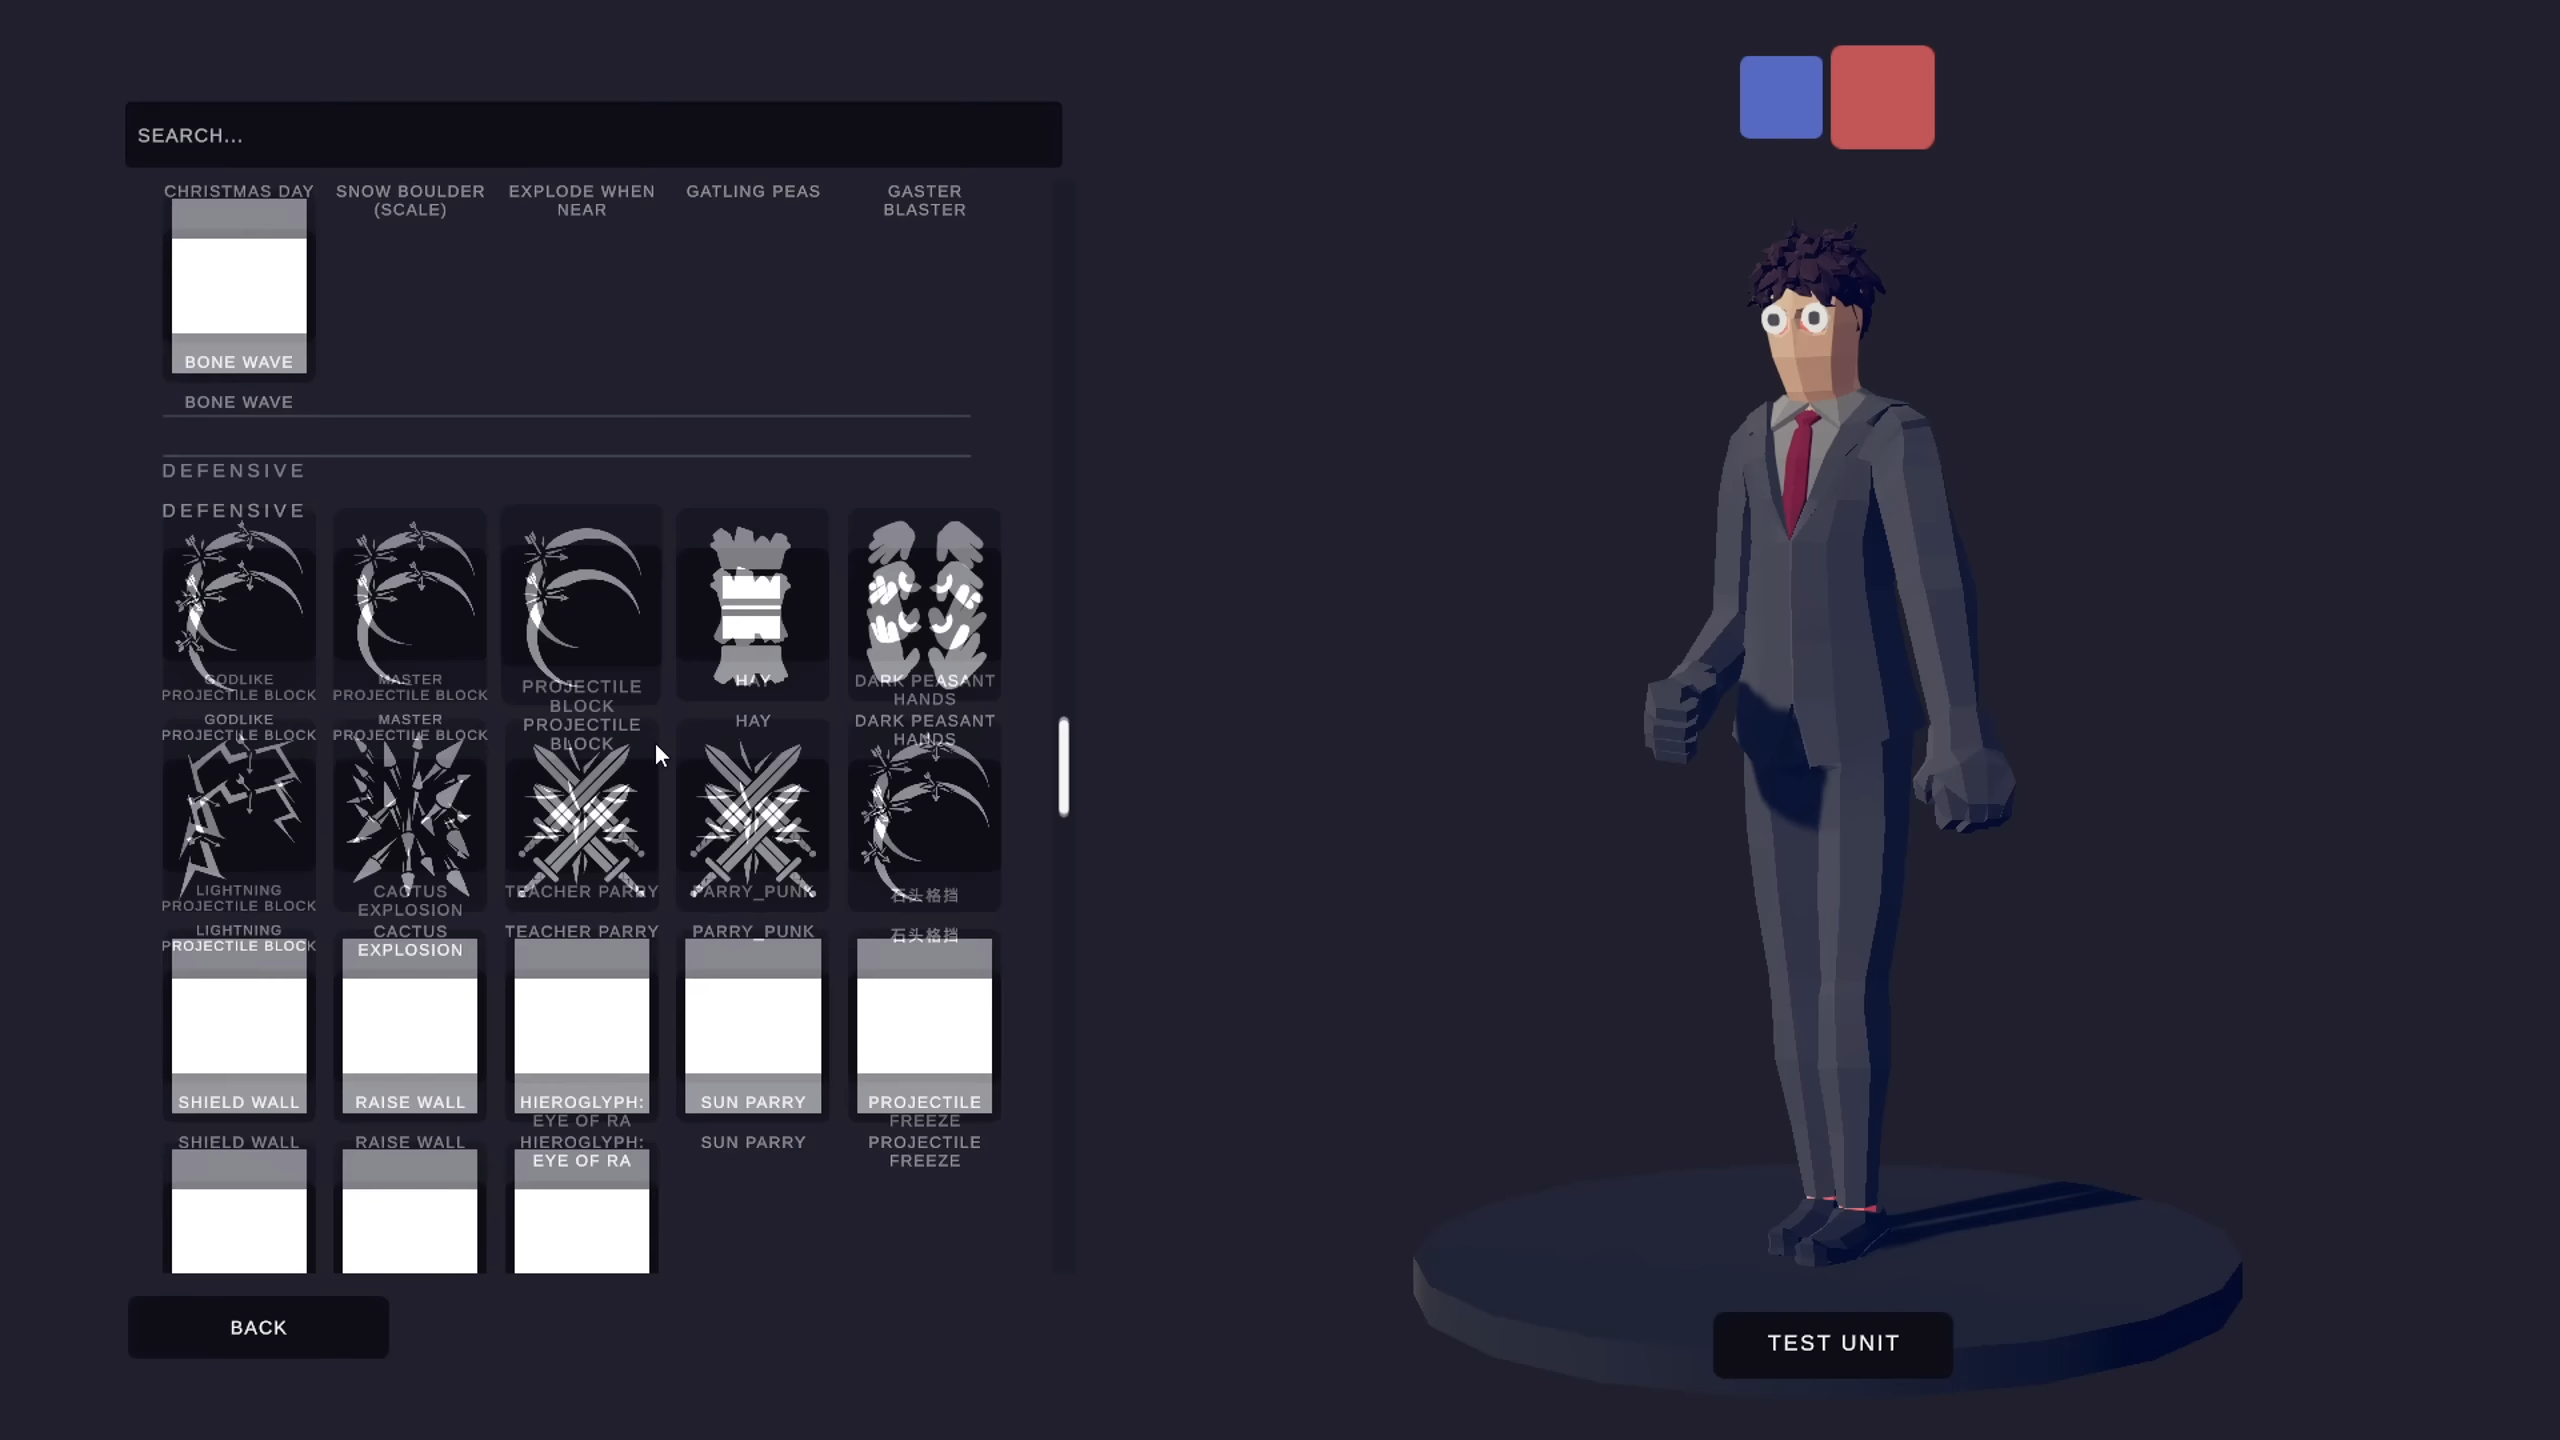 SEARCH...
CHRISTMAS DAY
SNOW BOULDER
(SCALE)
EXPLODE WHEN
NEAR
GATLING PEAS
GASTER
BLASTER
BONE WAVE
BONE WAVE
DEFENSIVE
DEFENSIVE
GODLIKE
PROJECTILE BLOCK
MASTER
PROJECTILE BLOCK
PROJECTILE
BLOCK
HAY
DARK PEASANT
HANDS
GODLIKE
PROJECTILE BLOCK
MASTER
PROJECTILE BLOCK
PROJECTILE
BLOCK
HAY
DARK PEASANT
HANDS
LIGHTNING
PROJECTILE BLOCK
CACTUS
EXPLOSION
TEACHER PARRY
PARRY_PUNK
石头格挡
LIGHTNING
PROJECTILE BLOCK
CACTUS
EXPLOSION
TEACHER PARRY
PARRY_PUNK
石头格挡
SHIELD WALL
RAISE WALL
HIEROGLYPH:
EYE OF RA
SUN PARRY
PROJECTILE
FREEZE
SHIELD WALL
RAISE WALL
HIEROGLYPH:
EYE OF RA
SUN PARRY
PROJECTILE
FREEZE
BACK
TEST UNIT